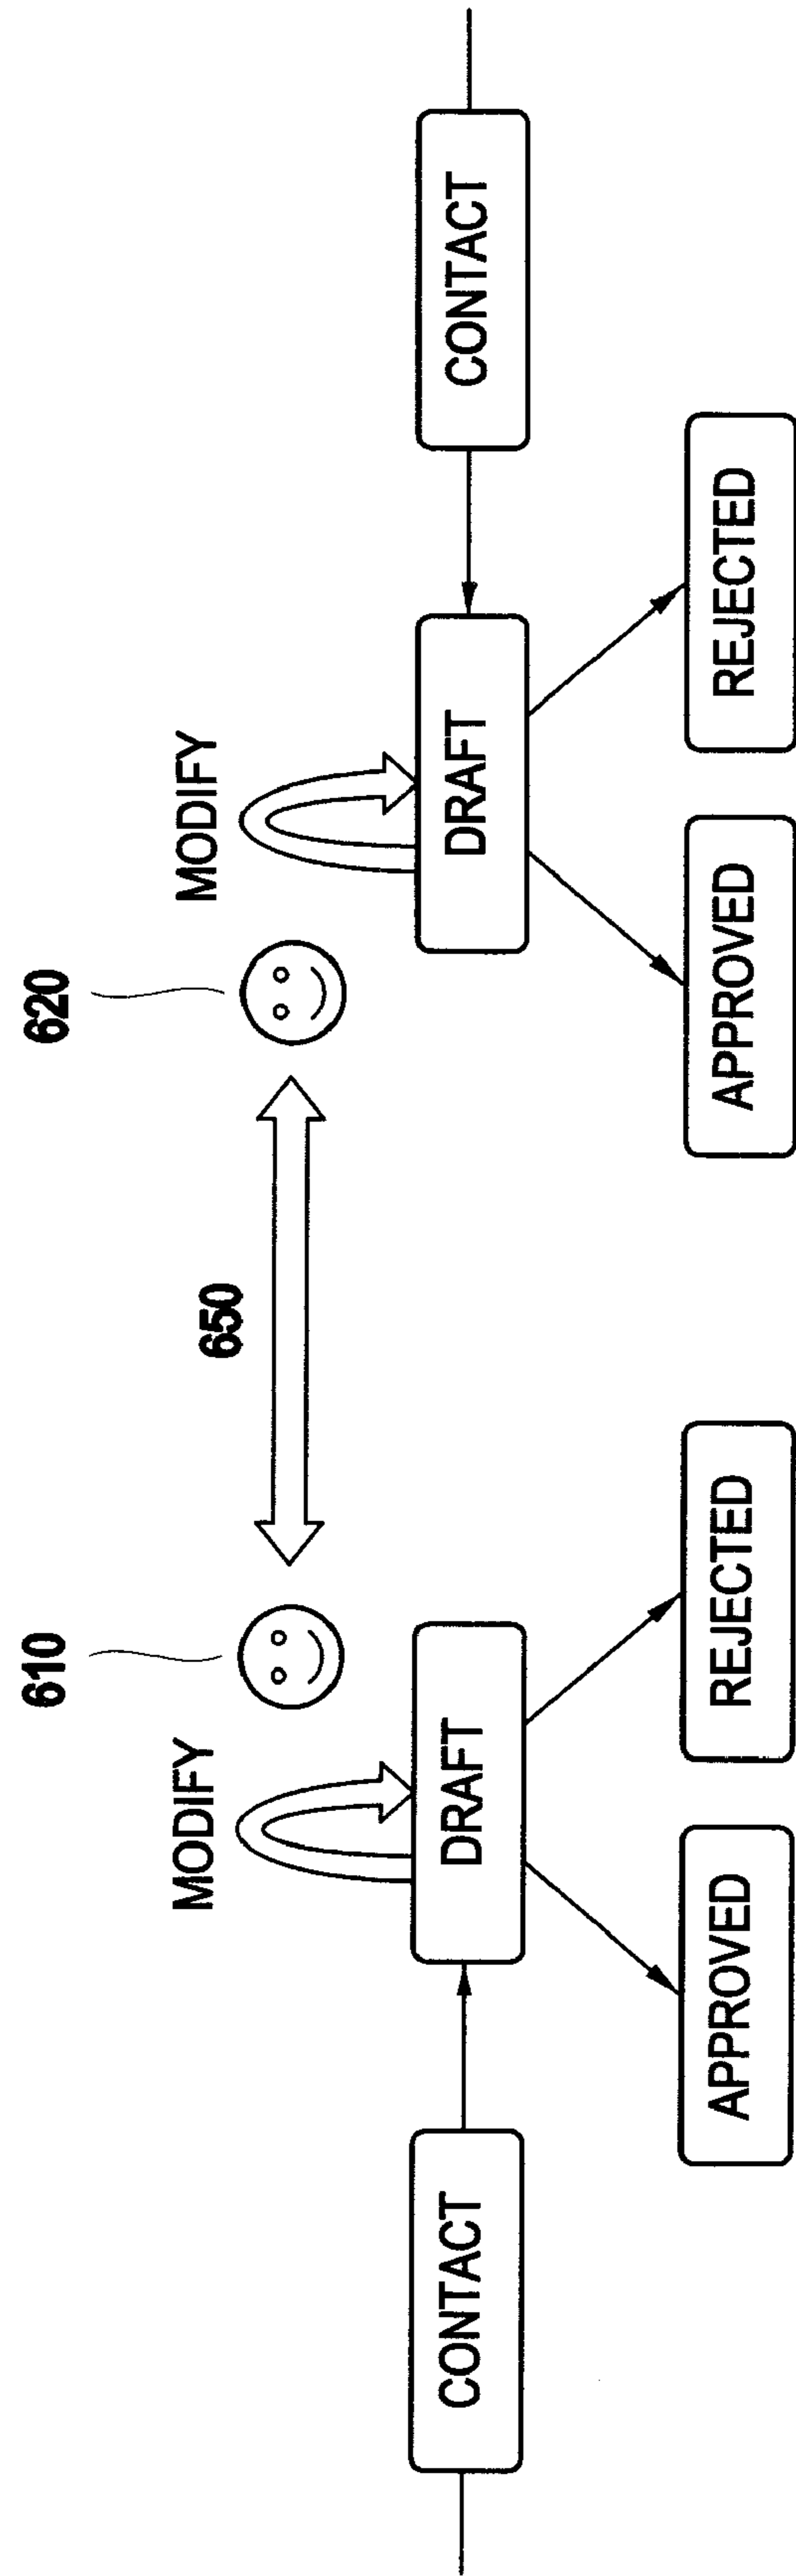 610
650
620
MODIFY
MODIFY
CONTACT
DRAFT
DRAFT
CONTACT
APPROVED
REJECTED
APPROVED
REJECTED